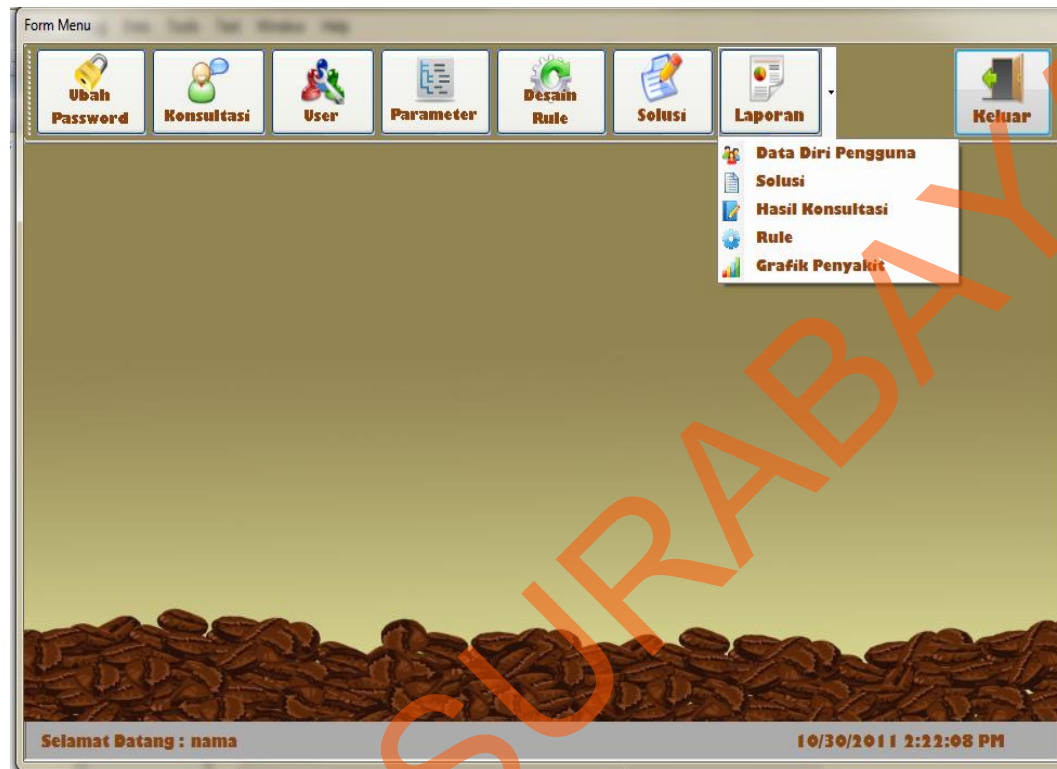 Form Menu
Ubah
Password
Konsultasi
User
Parameter
Desain
Rule
Solusi
Laporan
Keluar
Data Diri Pengguna
Solusi
Hasil Konsultasi
Rule
Grafik Penyakit
SURABAYA
Selamat Datang : nama
10/30/2011 2:22:08 PM